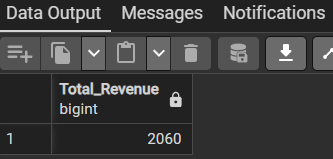 Data Output Messages Notifications
Total_Revenue
bigint
1 2060